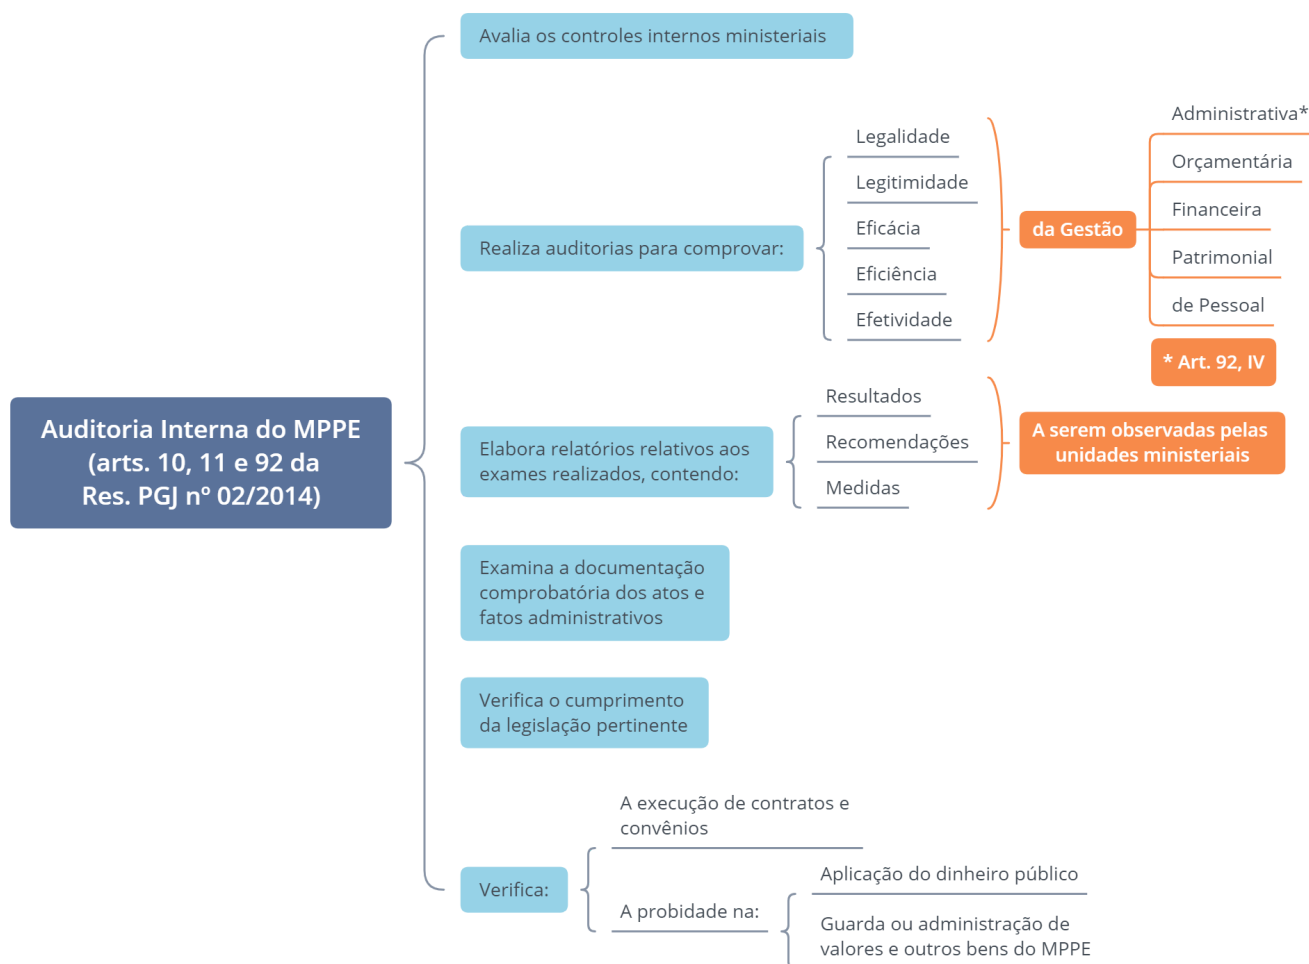 Avalia os controles internos ministeriais
Administrativa*
Legalidade
Orçamentária
Legitimidade
Financeira
Eficácia
da Gestão
Realiza auditorias para comprovar:
Patrimonial
Eficiência
de Pessoal
Efetividade
* Art. 92, IV
Resultados
Auditoria Interna do MPPE
(arts. 10, 11 e 92 da
Res. PGJ nº 02/2014)
Elabora relatórios relativos aos
exames realizados, contendo:
Recomendações
A serem observadas pelas
unidades ministeriais
Medidas
Examina a documentação
comprobatória dos atos e
fatos administrativos
Verifica o cumprimento
da legislação pertinente
A execução de contratos e
convênios
Verifica:
Aplicação do dinheiro público
A probidade na:
Guarda ou administração de
valores e outros bens do MPPE